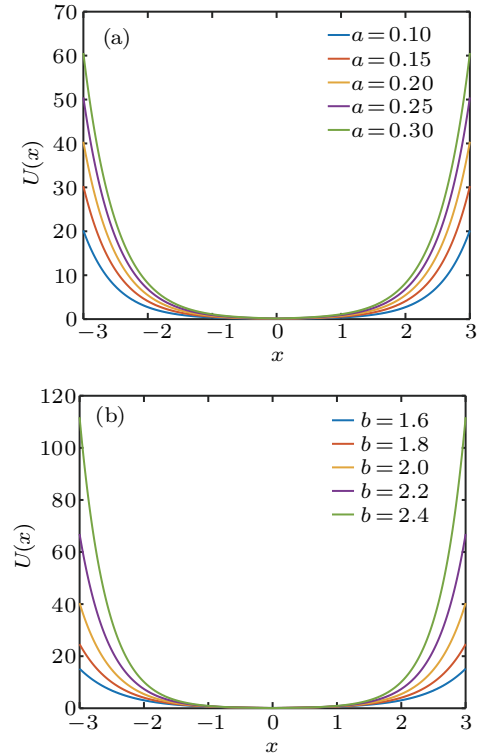 70
(a)
a=0.10
a=0.15
a=0.20
a=0.25
a=0.30
60
50
40
30
20
10
0
U(x)
−3 −2 −1 0 1 2 3
x
120
(b)
b=1.6
b=1.8
b=2.0
b=2.2
b=2.4
100
80
60
40
20
0
U(x)
−3 −2 −1 0 1 2 3
x